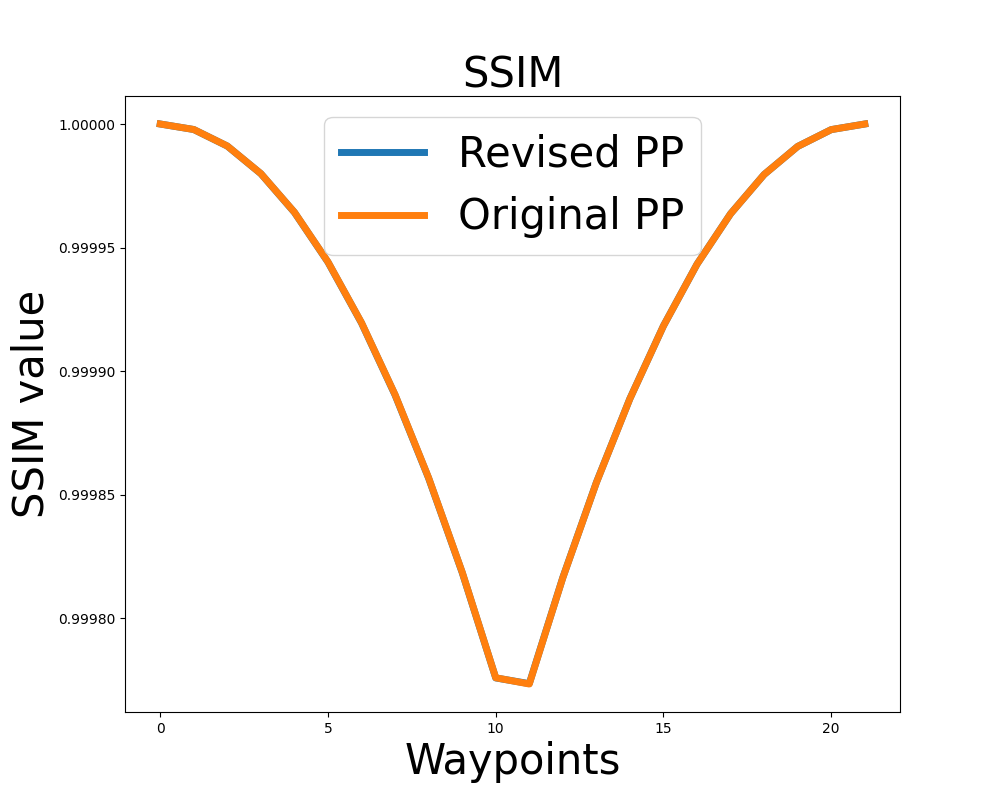 SSIM
Revised PP
Original PP
1.00000
0.99995
0.99990
0.99985
0.99980
SSIM value
0 5 10 15 20
Waypoints